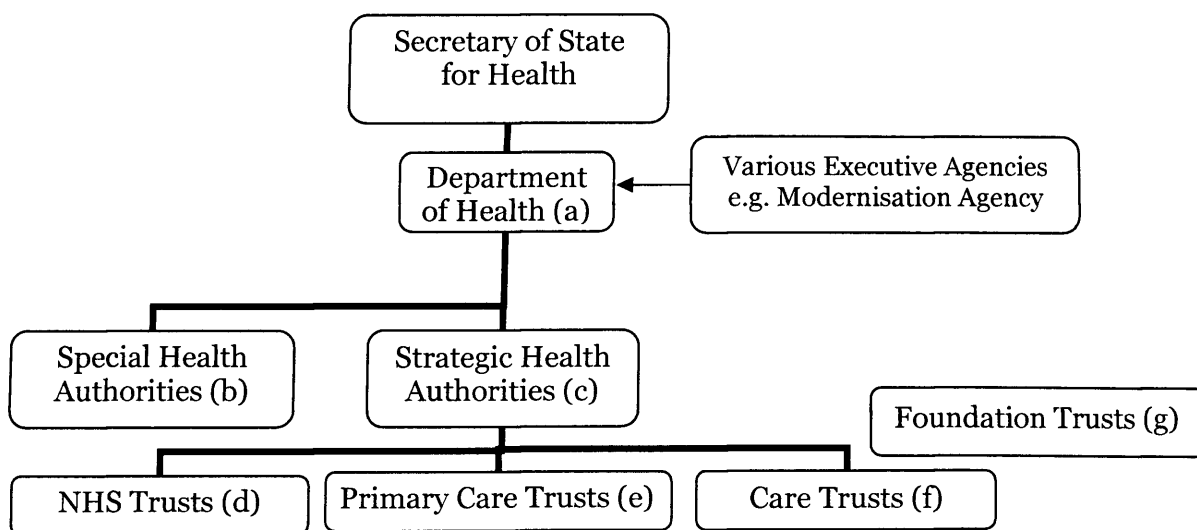 Secretary of State
for Health
Department
of Health (a)
Various Executive Agencies
e.g. Modernisation Agency
Special Health
Authorities (b)
Strategic Health
Authorities (c)
Foundation Trusts (g)
NHS Trusts (d)
Primary Care Trusts (e)
Care Trusts (f)